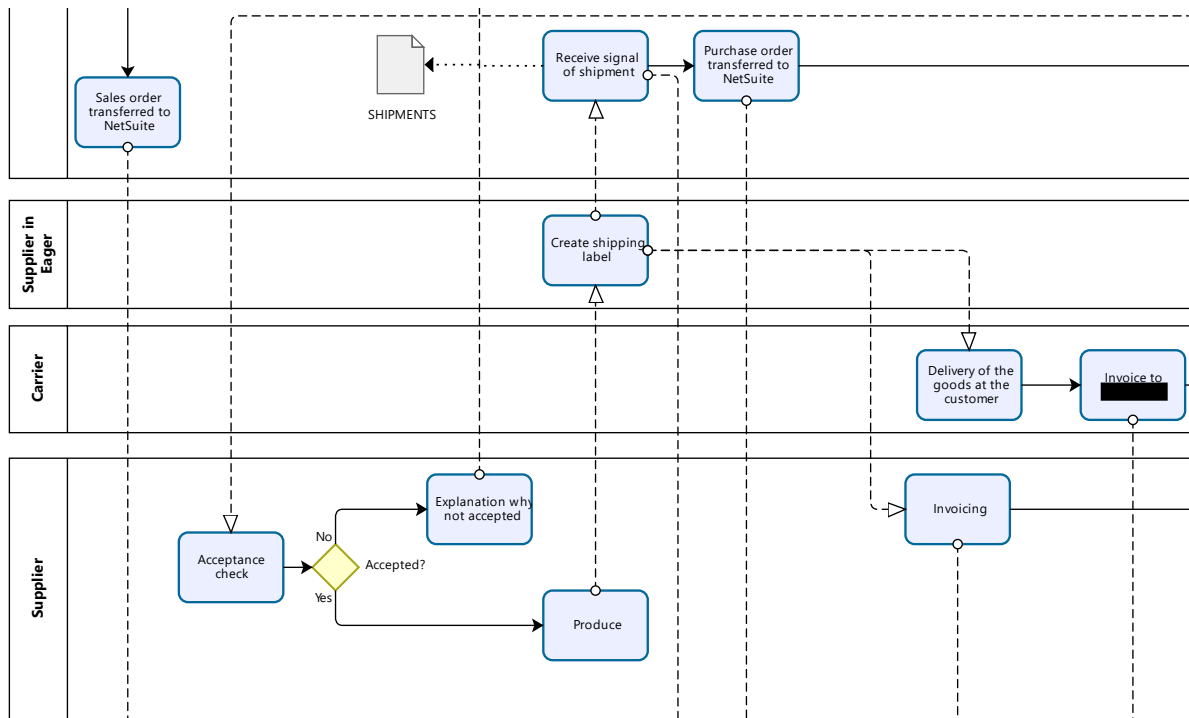 Sales order
transferred to
NetSuite
SHIPMENTS
Receive signal
of shipment
Purchase order
transferred to
NetSuite
Supplier in
Eager
Create shipping
label
Carrier
Delivery of the
goods at the
customer
Invoice to
Supplier
Acceptance
check
No
Accepted?
Yes
Explanation why
not accepted
Produce
Invoicing